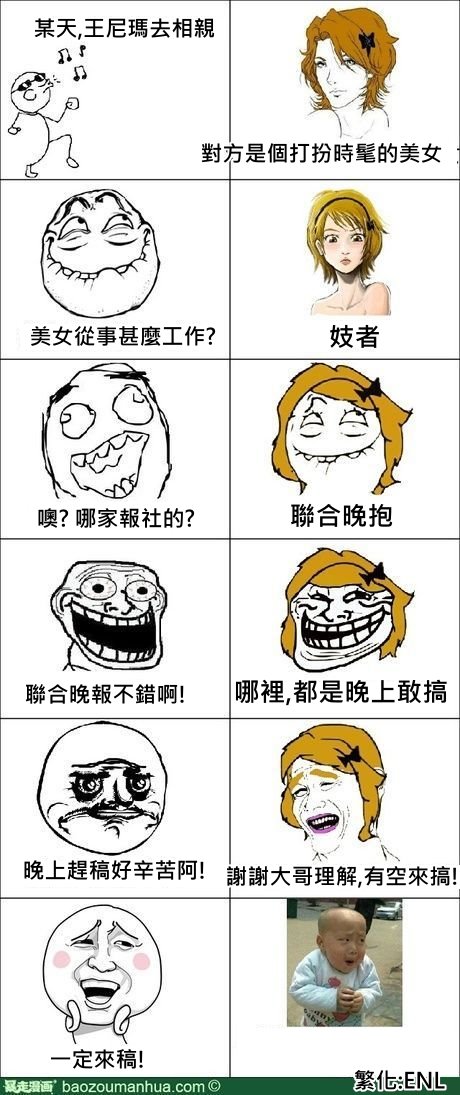 某天,王尼瑪去相親
對方是個打扮時髦的美女
美女從事甚麼工作?
妓者
噢? 哪家報社的?
聯合晚抱
聯合晚報不錯啊!
哪裡,都是晚上敢搞
晚上趕稿好辛苦阿!
謝謝大哥理解,有空來搞!
一定來稿!
暴走漫画 baozoumanhua.com ©
繁化:ENL